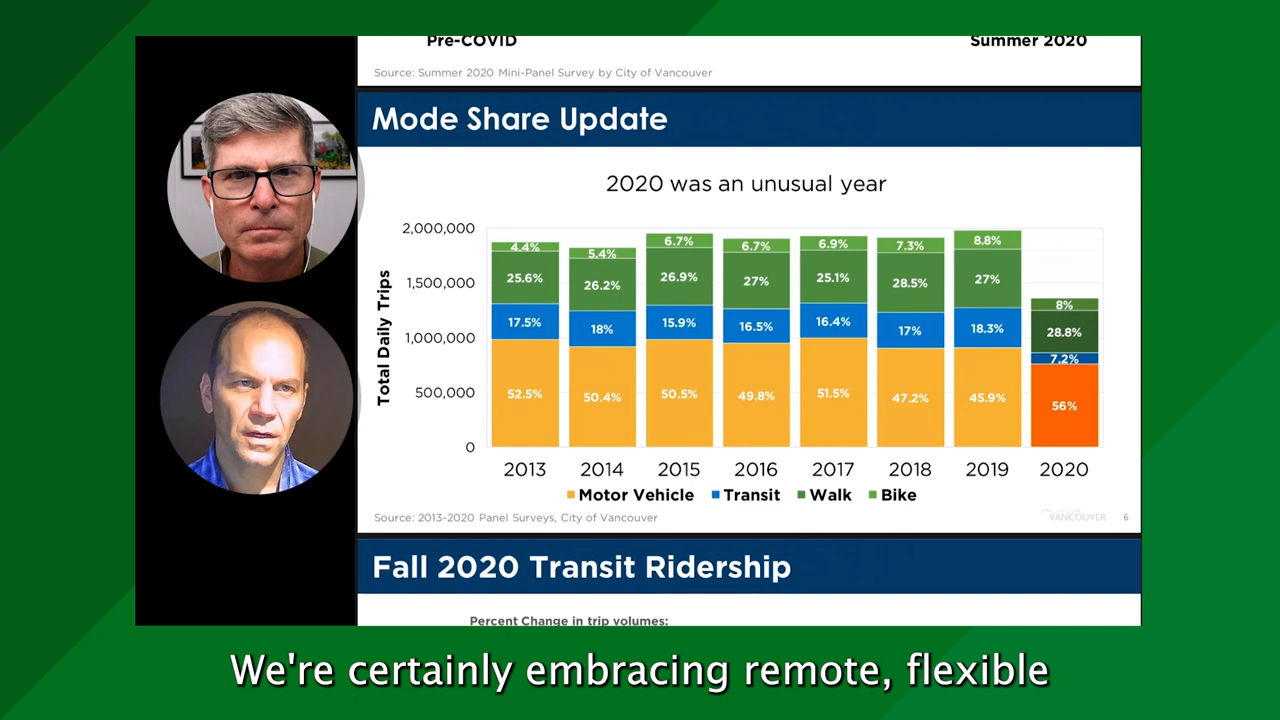 Pre-COVID Summer 2020
Source: Summer 2020 Mini-Panel Survey by City of Vancouver
Mode Share Update
2020 was an unusual year
Total Daily Trips
2,000,000
1,500,000
1,000,000
500,000
0
4.4% 5.4% 6.7% 6.7% 6.9% 7.3% 8.8% 8%
25.6% 26.2% 26.9% 27% 25.1% 28.5% 27% 28.8%
17.5% 18% 15.9% 16.5% 16.4% 17% 18.3% 7.2%
52.5% 50.4% 50.5% 49.8% 51.5% 47.2% 45.9% 56%
2013 2014 2015 2016 2017 2018 2019 2020
Motor Vehicle Transit Walk Bike
Source: 2013-2020 Panel Surveys, City of Vancouver
VANCOUVER 6
Fall 2020 Transit Ridership
Percent Change in trip volumes:
We're certainly embracing remote, flexible